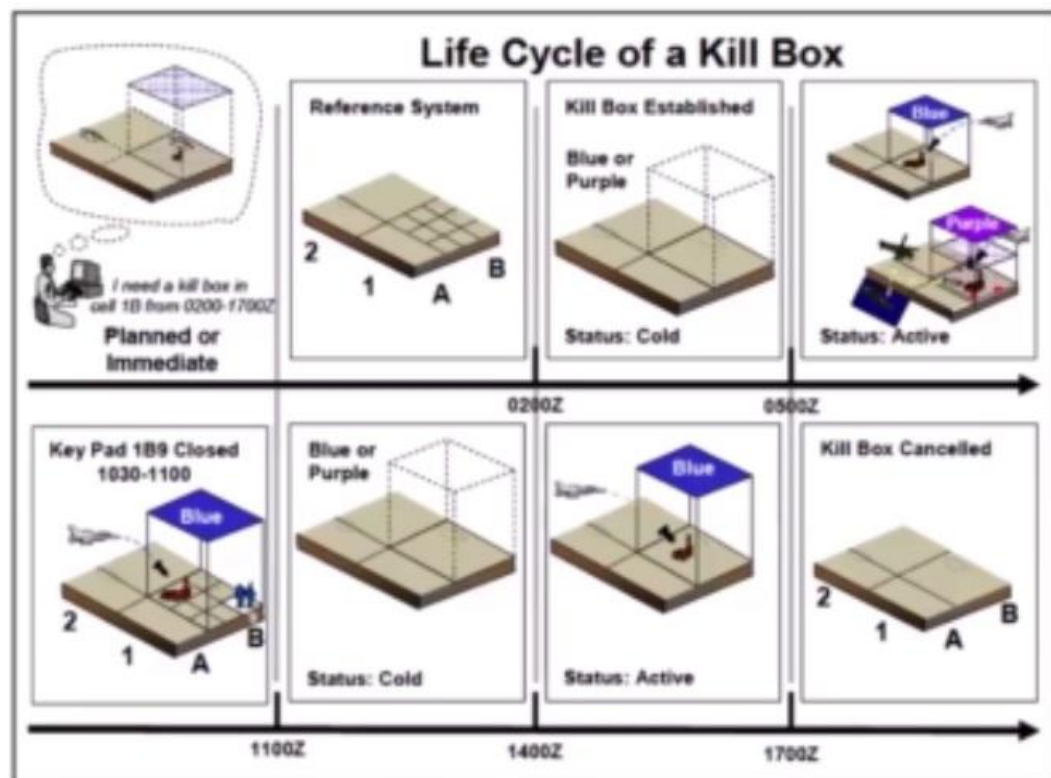 Life Cycle of a Kill Box
I need a kill box in
cell 1B from 0200-1700Z
Planned or
Immediate
Reference System
2
1
A
B
Kill Box Established
Blue or
Purple
Status: Cold
Blue
Purple
Status: Active
0200Z
0500Z
Key Pad 1B9 Closed
1030-1100
Blue
2
1
A
B
Blue or
Purple
Status: Cold
Blue
Status: Active
Kill Box Cancelled
2
1
A
B
1100Z
1400Z
1700Z